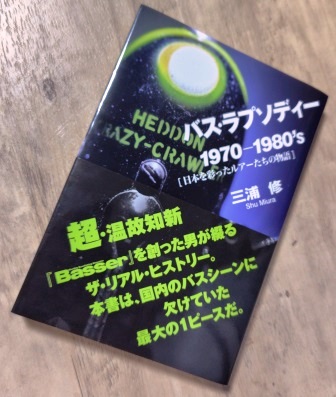 HEDDON
CRAZY-CRAWL
バス・ラプソディー
1970−1980's
[日本を彩ったルアーたちの物語]
三浦 修
Shu Miura
超・温故知新
『Basser』を創った男が綴る
ザ・リアル・ヒストリー。
本書は、国内のバスシーンに
欠けていた
最大の1ピースだ。